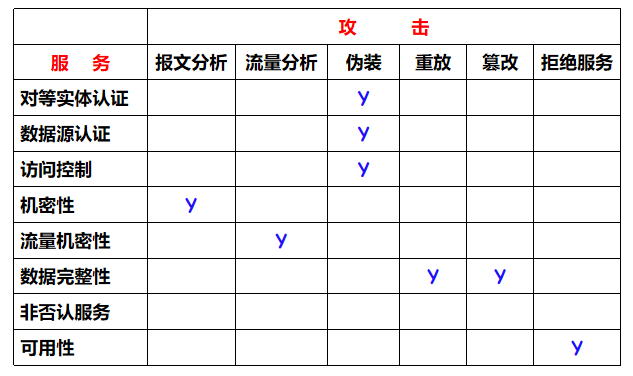 攻 击
服 务 报文分析 流量分析 伪装 重放 篡改 拒绝服务
对等实体认证 Y
数据源认证 Y
访问控制 Y
机密性 Y
流量机密性 Y
数据完整性 Y Y
非否认服务
可用性 Y